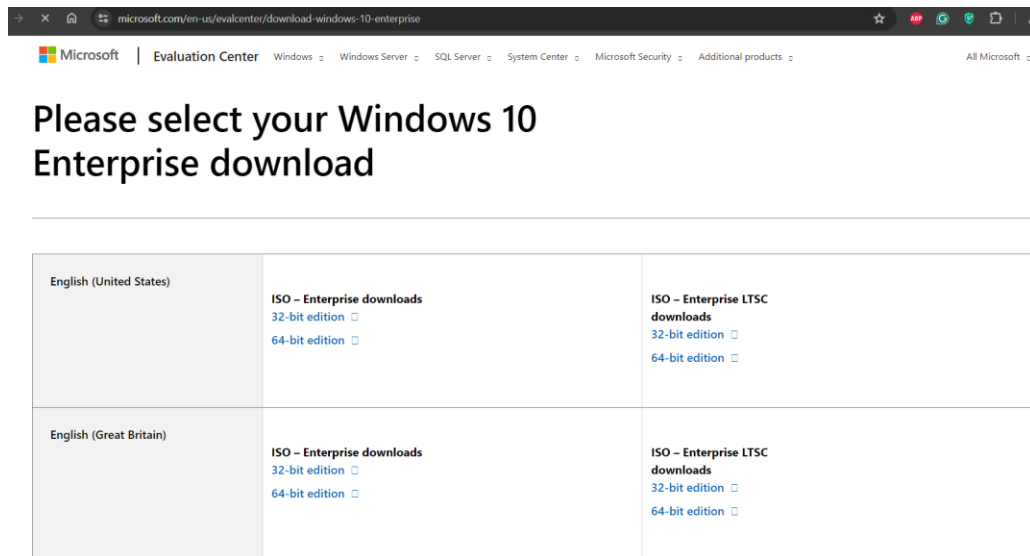 microsoft.com/en-us/evalcenter/download-windows-10-enterprise
ABP
G
Microsoft | Evaluation Center Windows Windows Server SQL Server System Center Microsoft Security Additional products All Microsoft
Please select your Windows 10
Enterprise download
English (United States)
ISO – Enterprise downloads
32-bit edition
64-bit edition
ISO – Enterprise LTSC
downloads
32-bit edition
64-bit edition
English (Great Britain)
ISO – Enterprise downloads
32-bit edition
64-bit edition
ISO – Enterprise LTSC
downloads
32-bit edition
64-bit edition